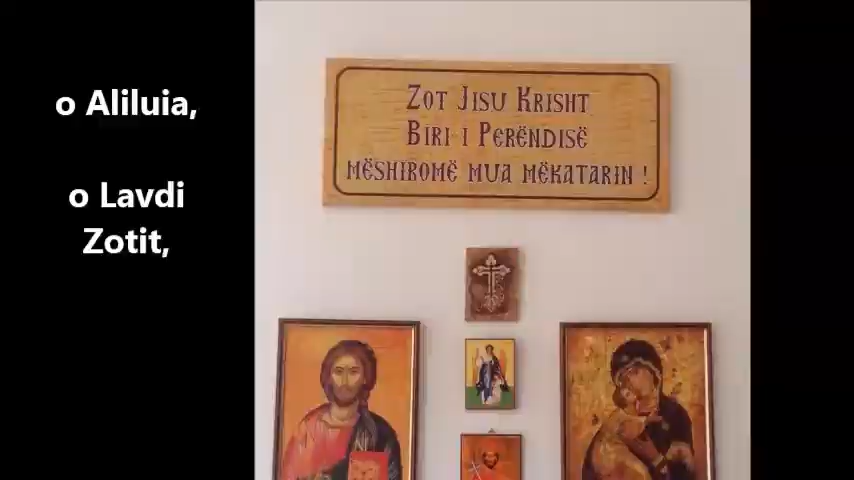 o Aliluia,
o Lavdi
Zotit,
Zot Jisu Krisht
Biri i Perëndisë
mëshiromë mua mëkatarin !